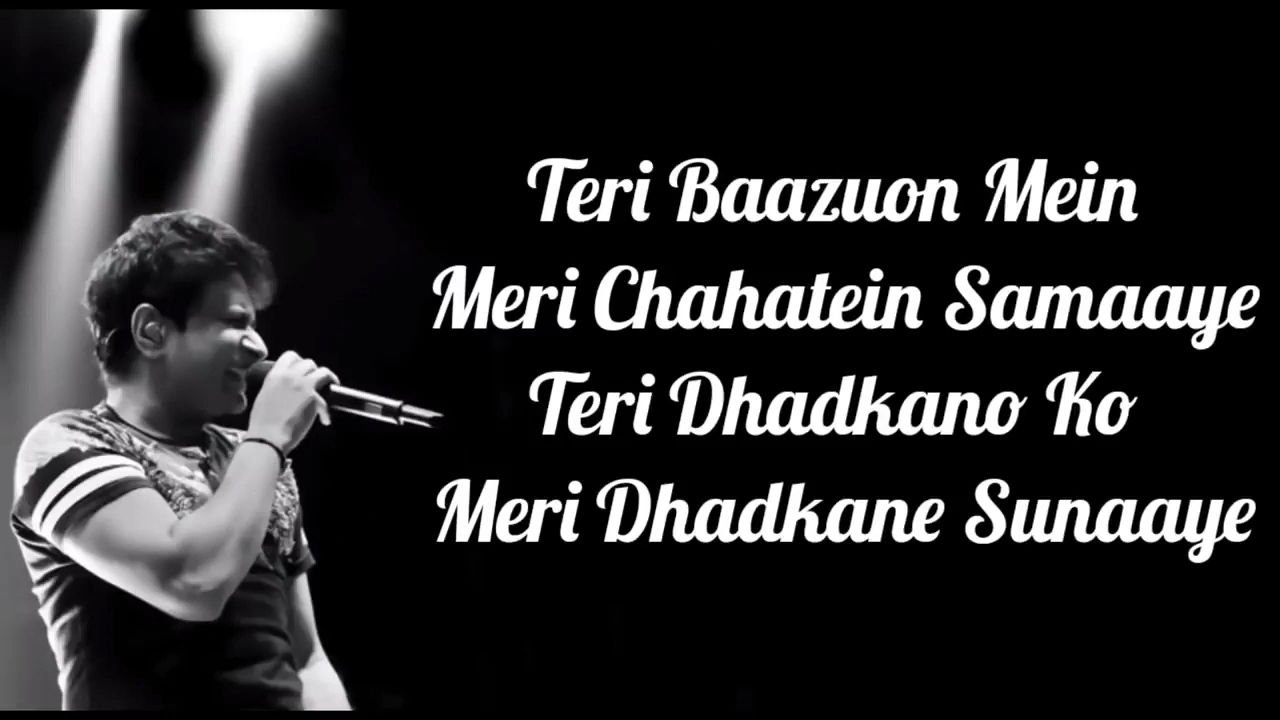 Teri Baazuon Mein
Meri Chahatein Samaaye
Teri Dhadkano Ko
Meri Dhadkane Sunaaye